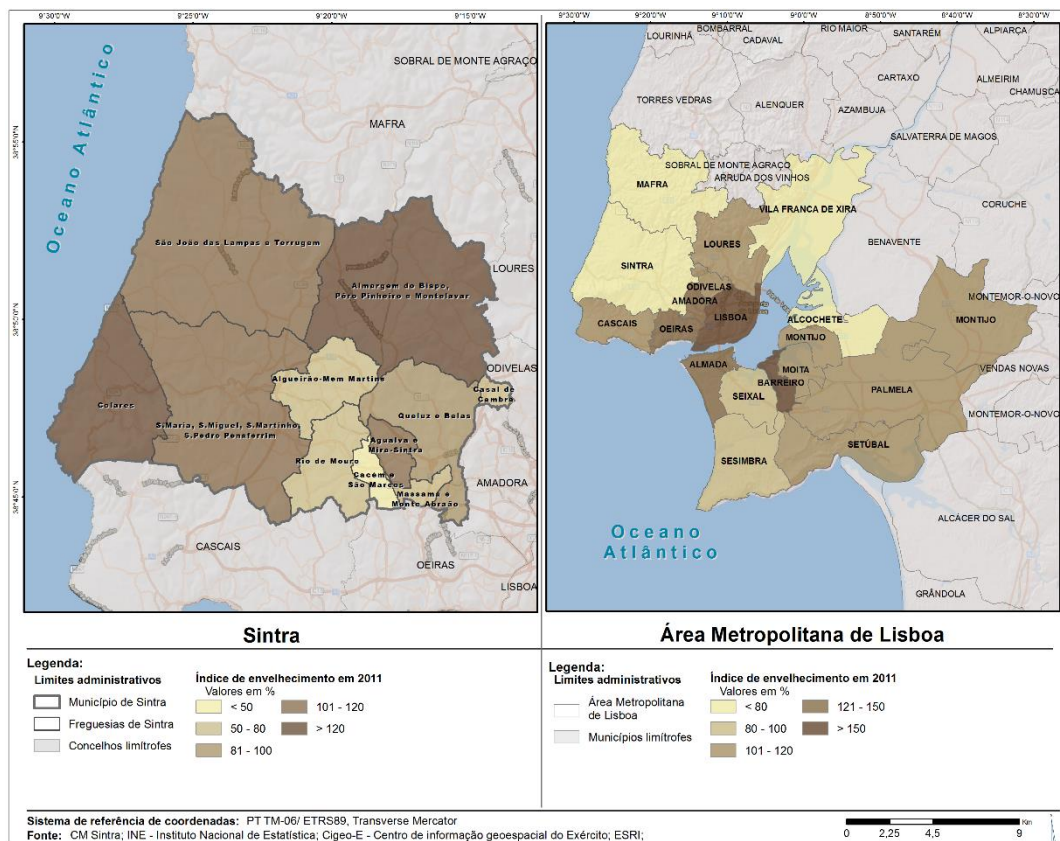 9°30'0"W
9°25'0"W
9°20'0"W
9°15'0"W
38°55'0"N
38°50'0"N
38°45'0"N
Oceano Atlântico
SOBRAL DE MONTE AGRAÇO
MAFRA
LOURES
São João das Lampas e Terrugem
Almargem do Bispo,
Pêro Pinheiro e Montelavar
ODIVELAS
Algueirão-Mem Martins
Casal de
Cambra
Colares
Queluz e Belas
S.Maria, S.Miguel, S.Martinho,
S.Pedro Penaferrim
Agualva e
Mira-Sintra
Rio de Mouro
Cacém e
São Marcos
Massamá e
Monte Abraão
AMADORA
CASCAIS
OEIRAS
LISBOA
9°30'0"W
9°20'0"W
9°10'0"W
9°0'0"W
8°50'0"W
8°40'0"W
8°30'0"W
LOURINHÃ
BOMBARRAL
CADAVAL
RIO MAIOR
SANTARÉM
ALPIARÇA
CARTAXO
ALMEIRIM
CHAMUSCA
TORRES VEDRAS
ALENQUER
AZAMBUJA
SALVATERRA DE MAGOS
SOBRAL DE MONTE AGRAÇO
ARRUDA DOS VINHOS
MAFRA
VILA FRANCA DE XIRA
CORUCHE
LOURES
BENAVENTE
SINTRA
ODIVELAS
AMADORA
MONTEMOR-O-NOVO
CASCAIS
OEIRAS
LISBOA
ALCOCHETE
MONTIJO
MONTIJO
ALMADA
MOITA
BARREIRO
VENDAS NOVAS
SEIXAL
PALMELA
MONTEMOR-O-NOVO
SETÚBAL
SESIMBRA
ALCÁCER DO SAL
Oceano
Atlântico
GRÂNDOLA
Sintra
Legenda:
Limites administrativos
Município de Sintra
Freguesias de Sintra
Concelhos limítrofes
Índice de envelhecimento em 2011
Valores em %
< 50
50 - 80
81 - 100
101 - 120
> 120
Área Metropolitana de Lisboa
Legenda:
Limites administrativos
Área Metropolitana
de Lisboa
Municípios limítrofes
Índice de envelhecimento em 2011
Valores em %
< 80
80 - 100
101 - 120
121 - 150
> 150
Sistema de referência de coordenadas: PT TM-06/ ETRS89, Transverse Mercator
Fonte: CM Sintra; INE - Instituto Nacional de Estatística; Cigeo-E - Centro de informação geoespacial do Exército; ESRI;
Km
0 2,25 4,5 9